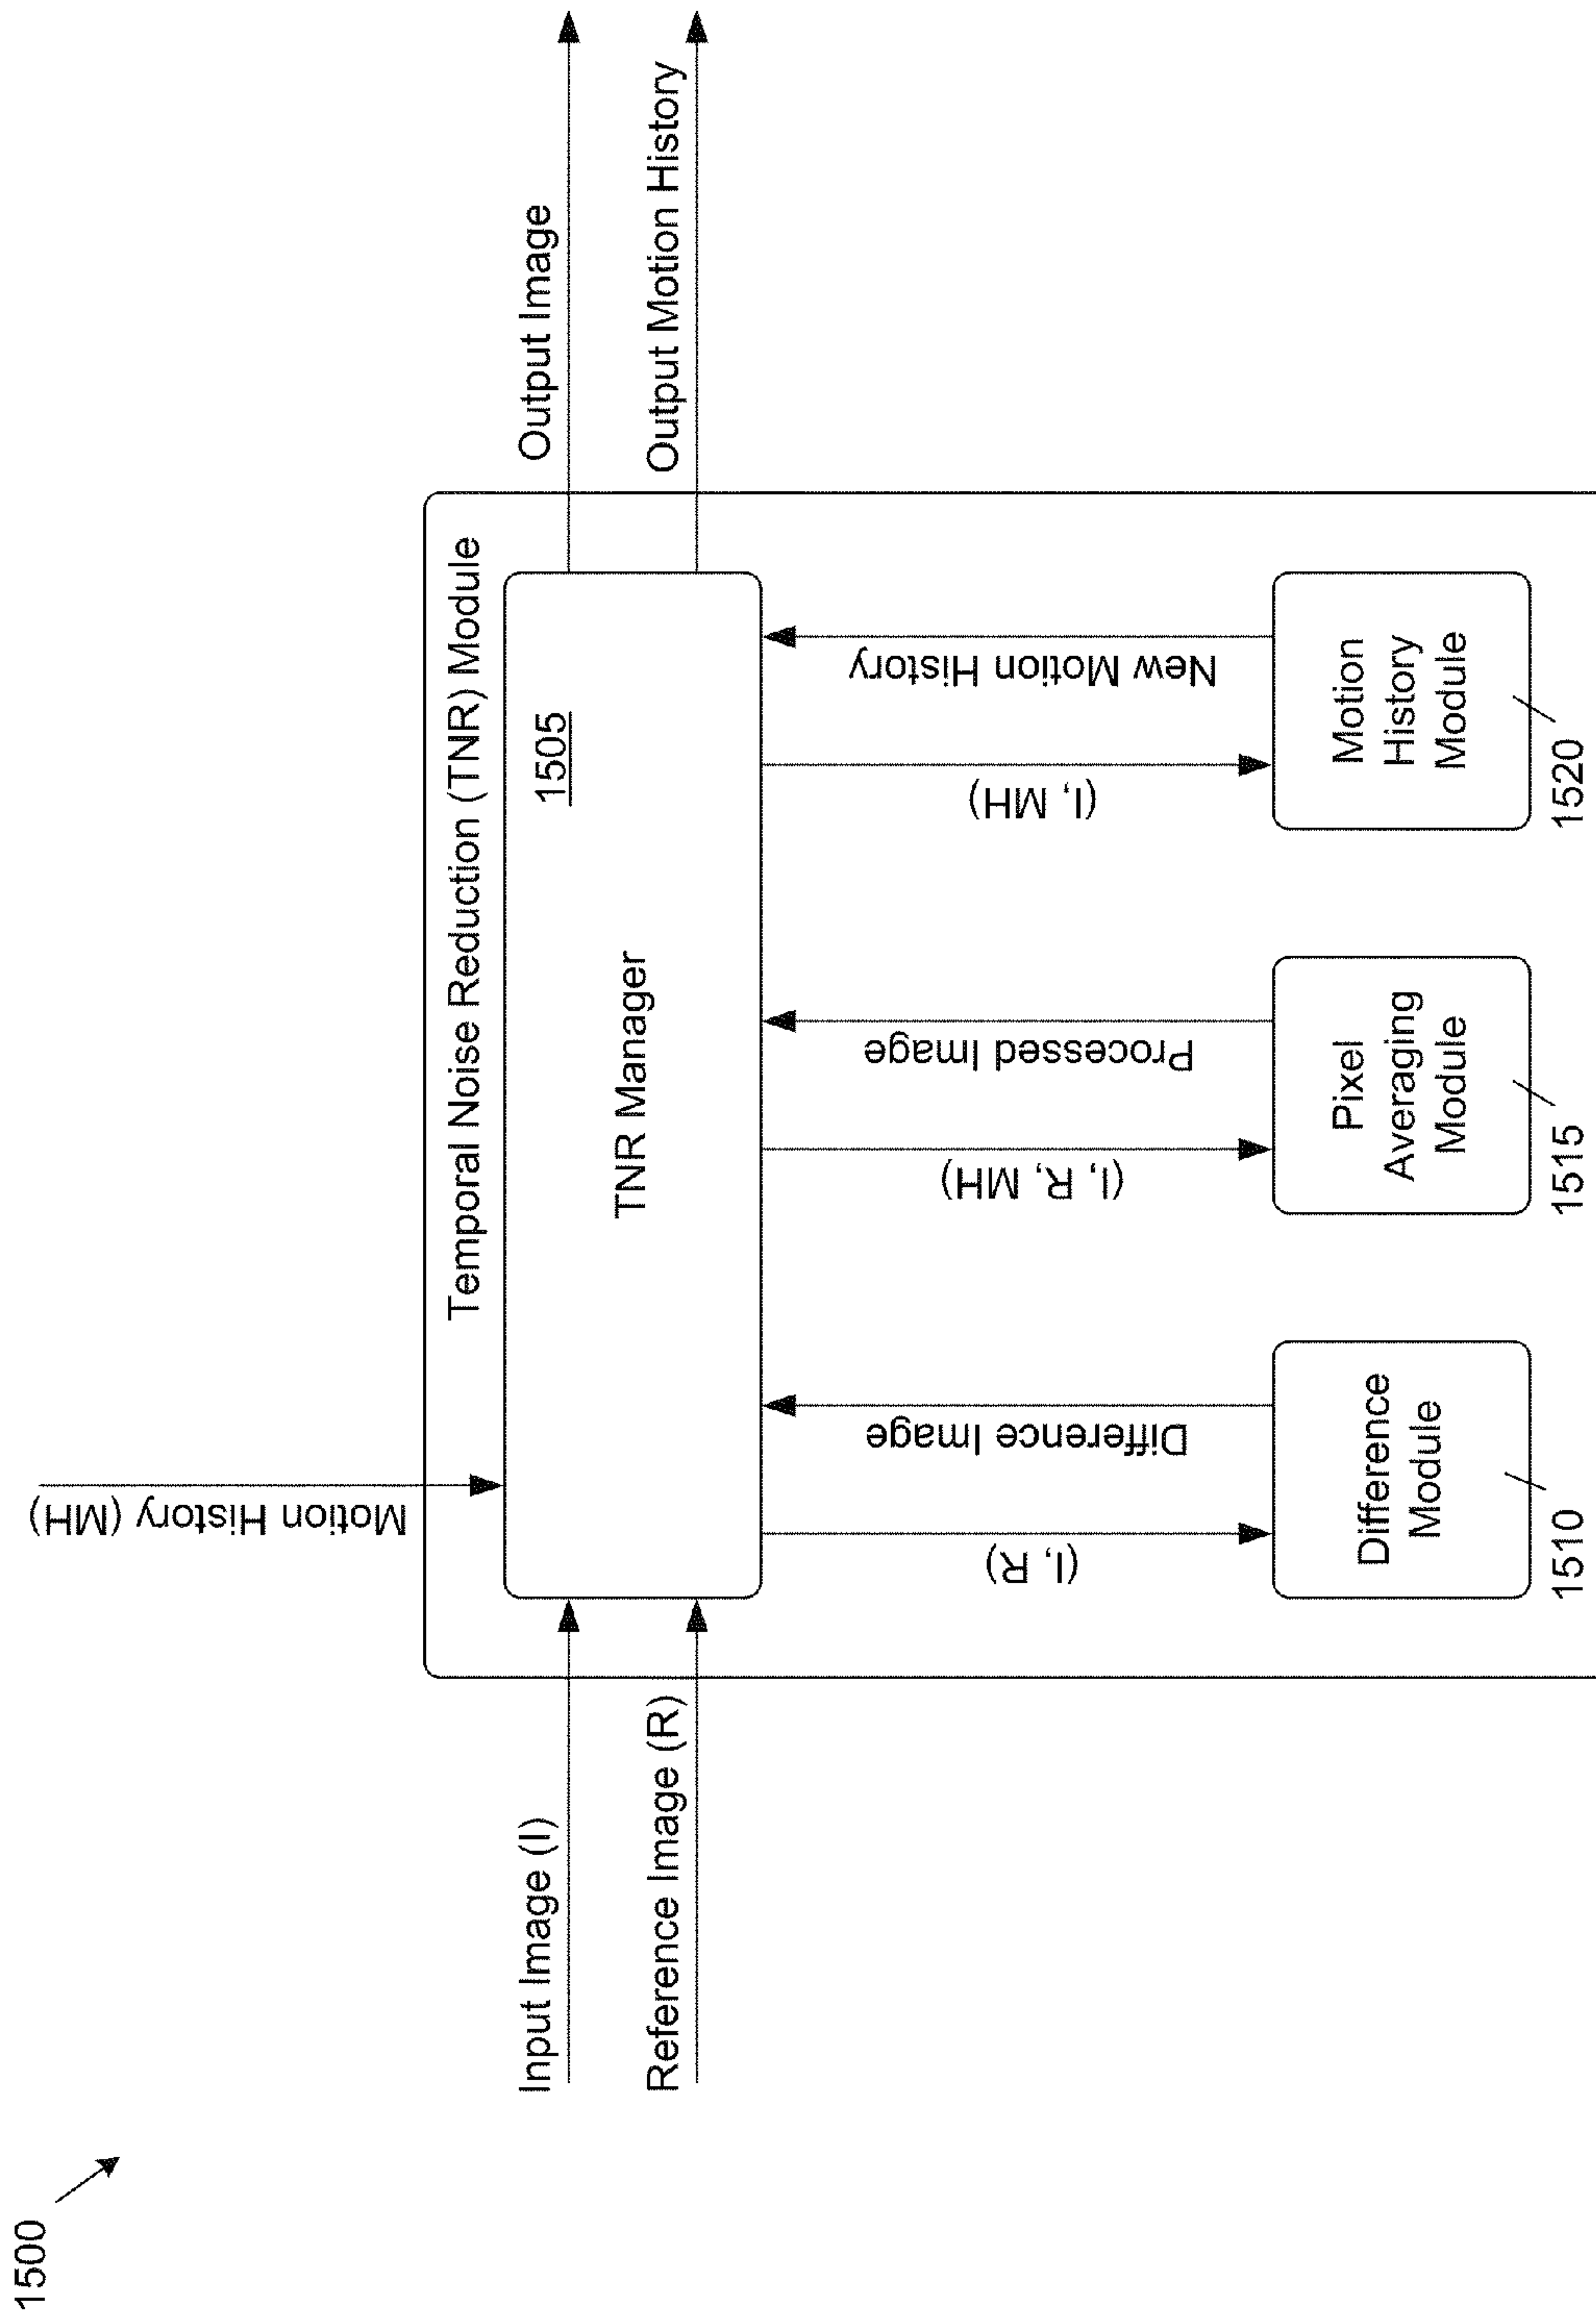 1500
Motion History (MH)
Input Image (I)
Reference Image (R)
Temporal Noise Reduction (TNR) Module
TNR Manager
1505
Output Image
Output Motion History
(I, R)
Difference Image
(I, R, MH)
Processed Image
(I, MH)
New Motion History
Difference
Module
Pixel
Averaging
Module
Motion
History
Module
1510
1515
1520